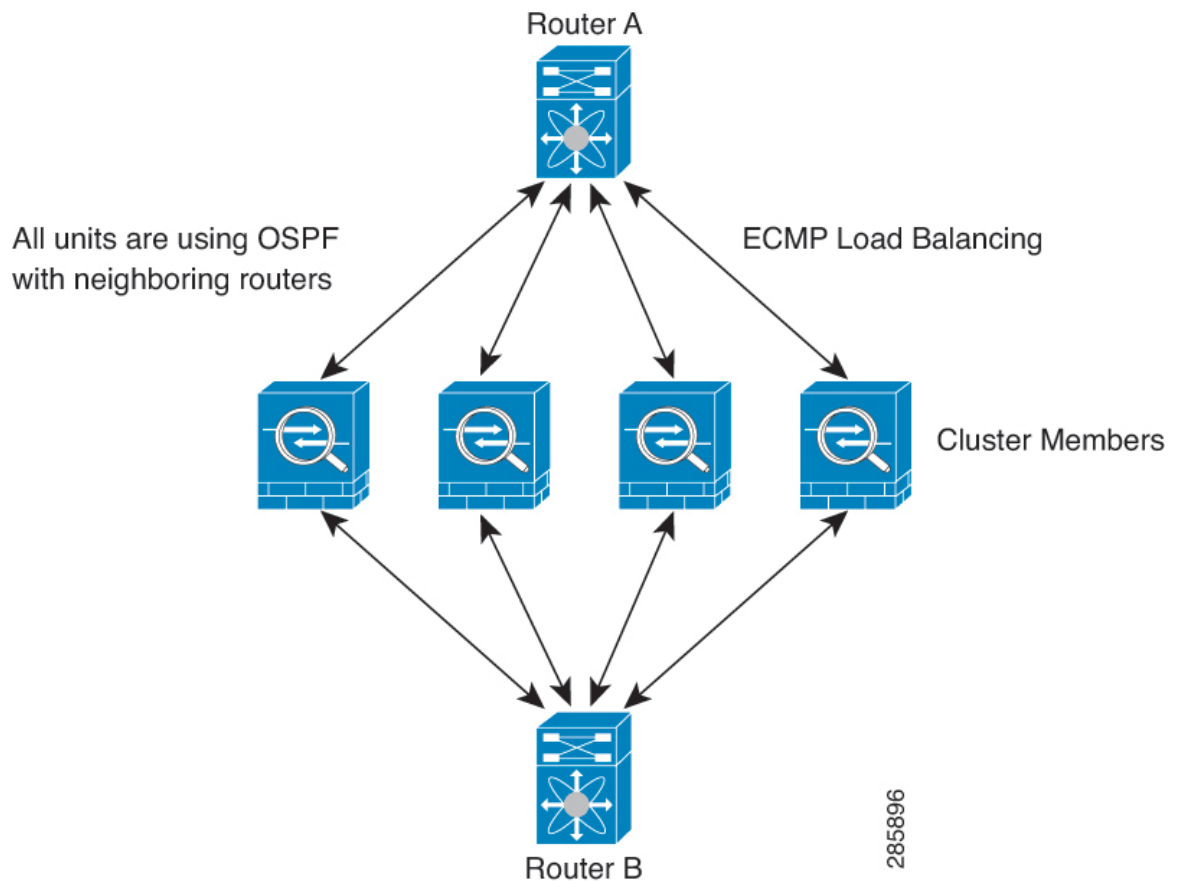 Router A
All units are using OSPF
with neighboring routers
ECMP Load Balancing
Cluster Members
Router B
285896